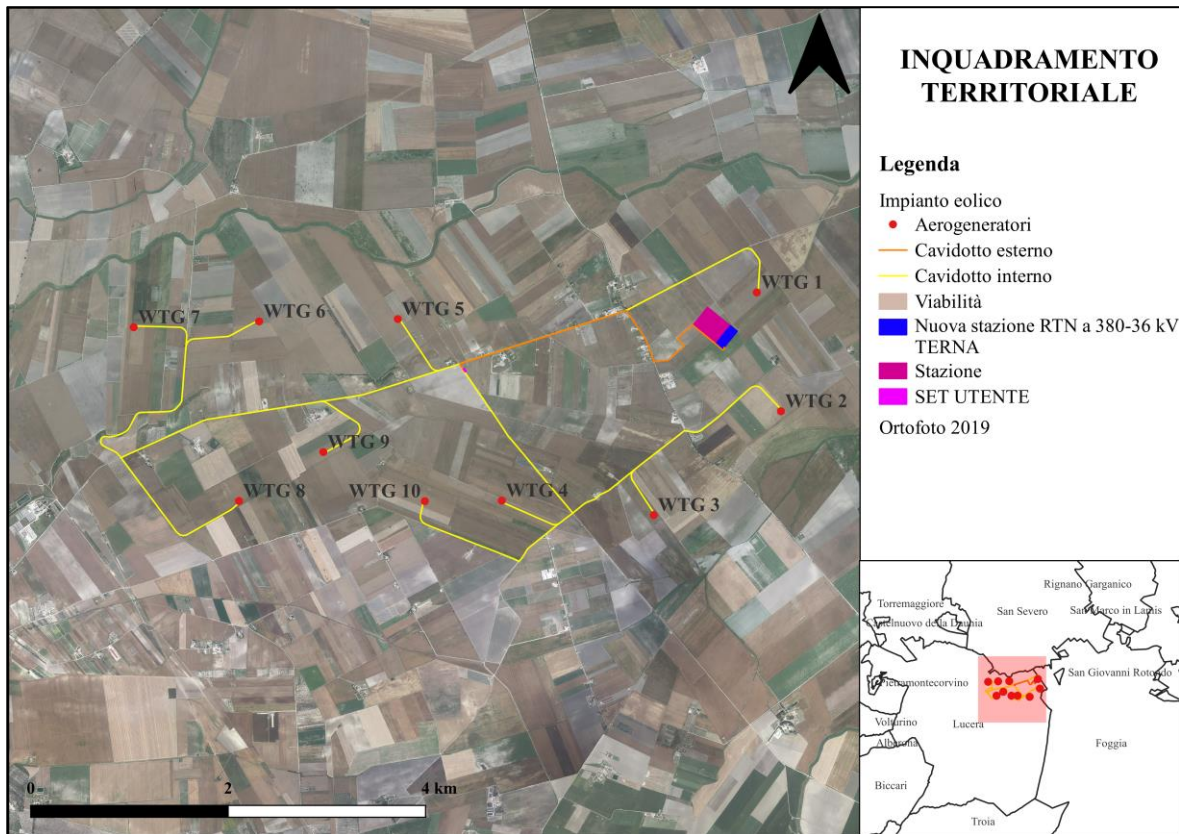 INQUADRAMENTO
TERRITORIALE
Legenda
Impianto eolico
Aerogeneratori
Cavidotto esterno
Cavidotto interno
Viabilità
Nuova stazione RTN a 380-36 kV
TERNA
Stazione
SET UTENTE
Ortofoto 2019
WTG 1
WTG 5
WTG 6
WTG 7
WTG 2
WTG 9
WTG 8
WTG 10
WTG 4
WTG 3
0
2
4 km
Rignano Garganico
Torremaggiore
San Severo
San Marco in Lamis
Castelnuovo della Daunia
San Giovanni Rotondo
Pietramontecorvino
Volturino
Lucera
Alberona
Foggia
Biccari
Troia